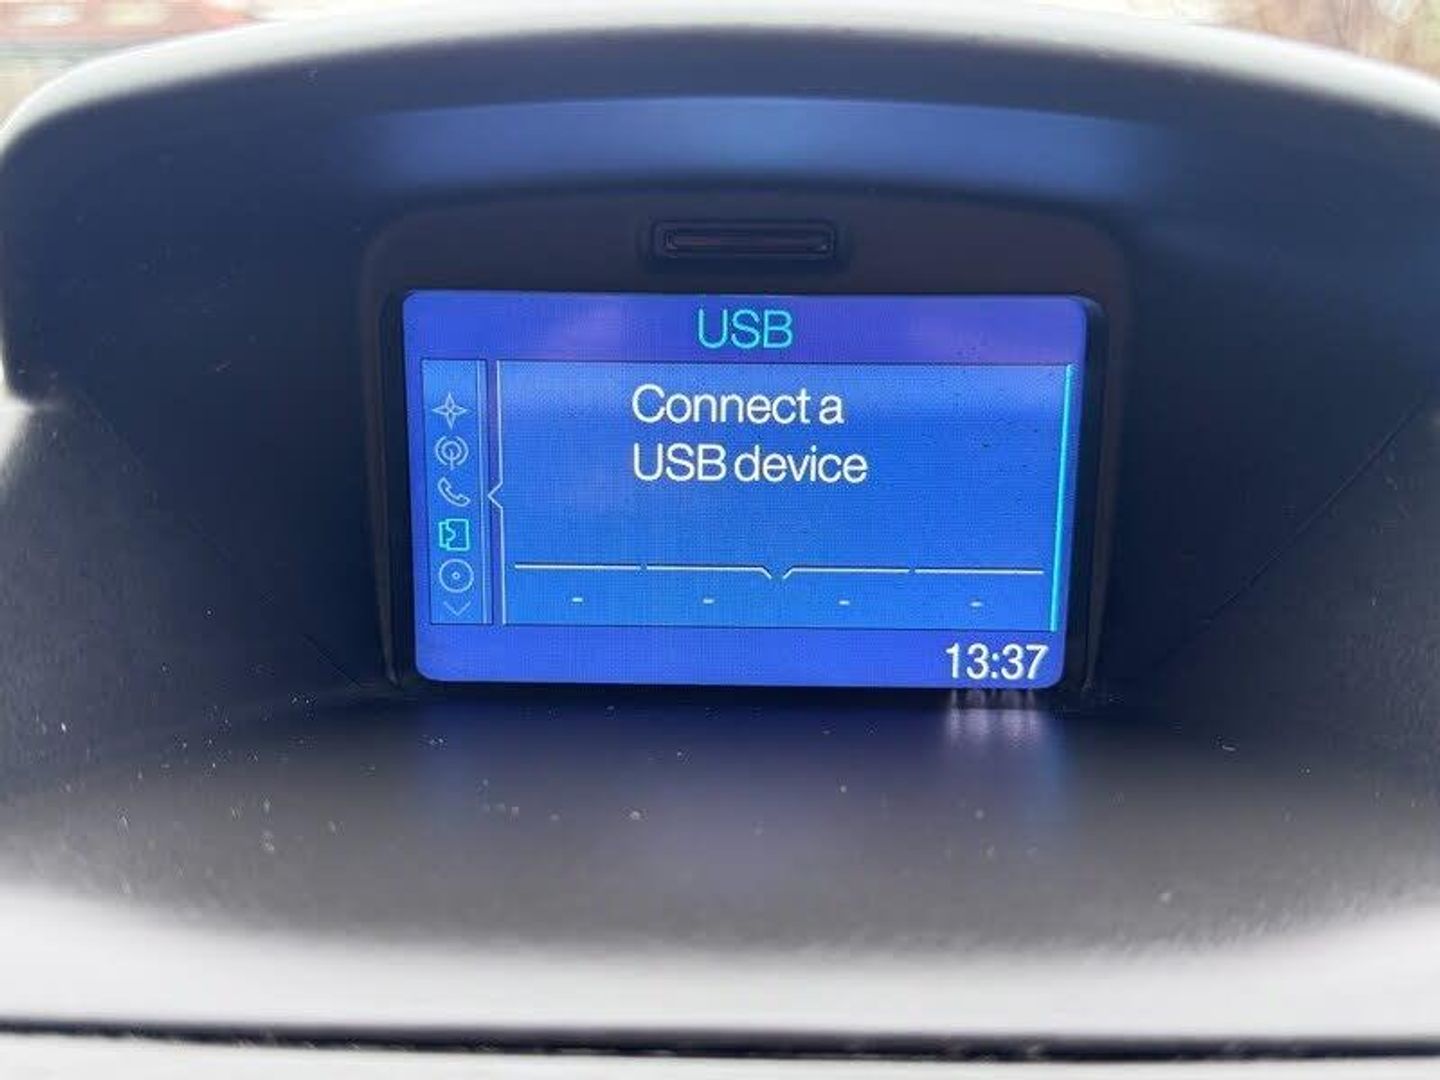 USB
Connect a
USB device
- - - -
13:37